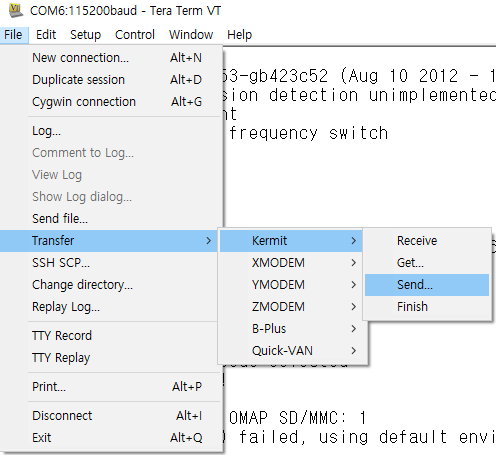 COM6:115200baud - Tera Term VT
File Edit Setup Control Window Help
New connection... Alt+N
Duplicate session Alt+D
Cygwin connection Alt+G
Log...
Comment to Log...
View Log
Show Log dialog...
Send file...
Transfer >
SSH SCP...
Change directory...
Replay Log...
TTY Record
TTY Replay
Print... Alt+P
Disconnect Alt+I
Exit Alt+Q
Kermit >
XMODEM >
YMODEM >
ZMODEM >
B-Plus >
Quick-VAN >
Receive
Get...
Send...
Finish
53-gb423c52 (Aug 10 2012 - 1
sion detection unimplemented
nt
frequency switch
OMAP SD/MMC: 1
) failed, using default envi